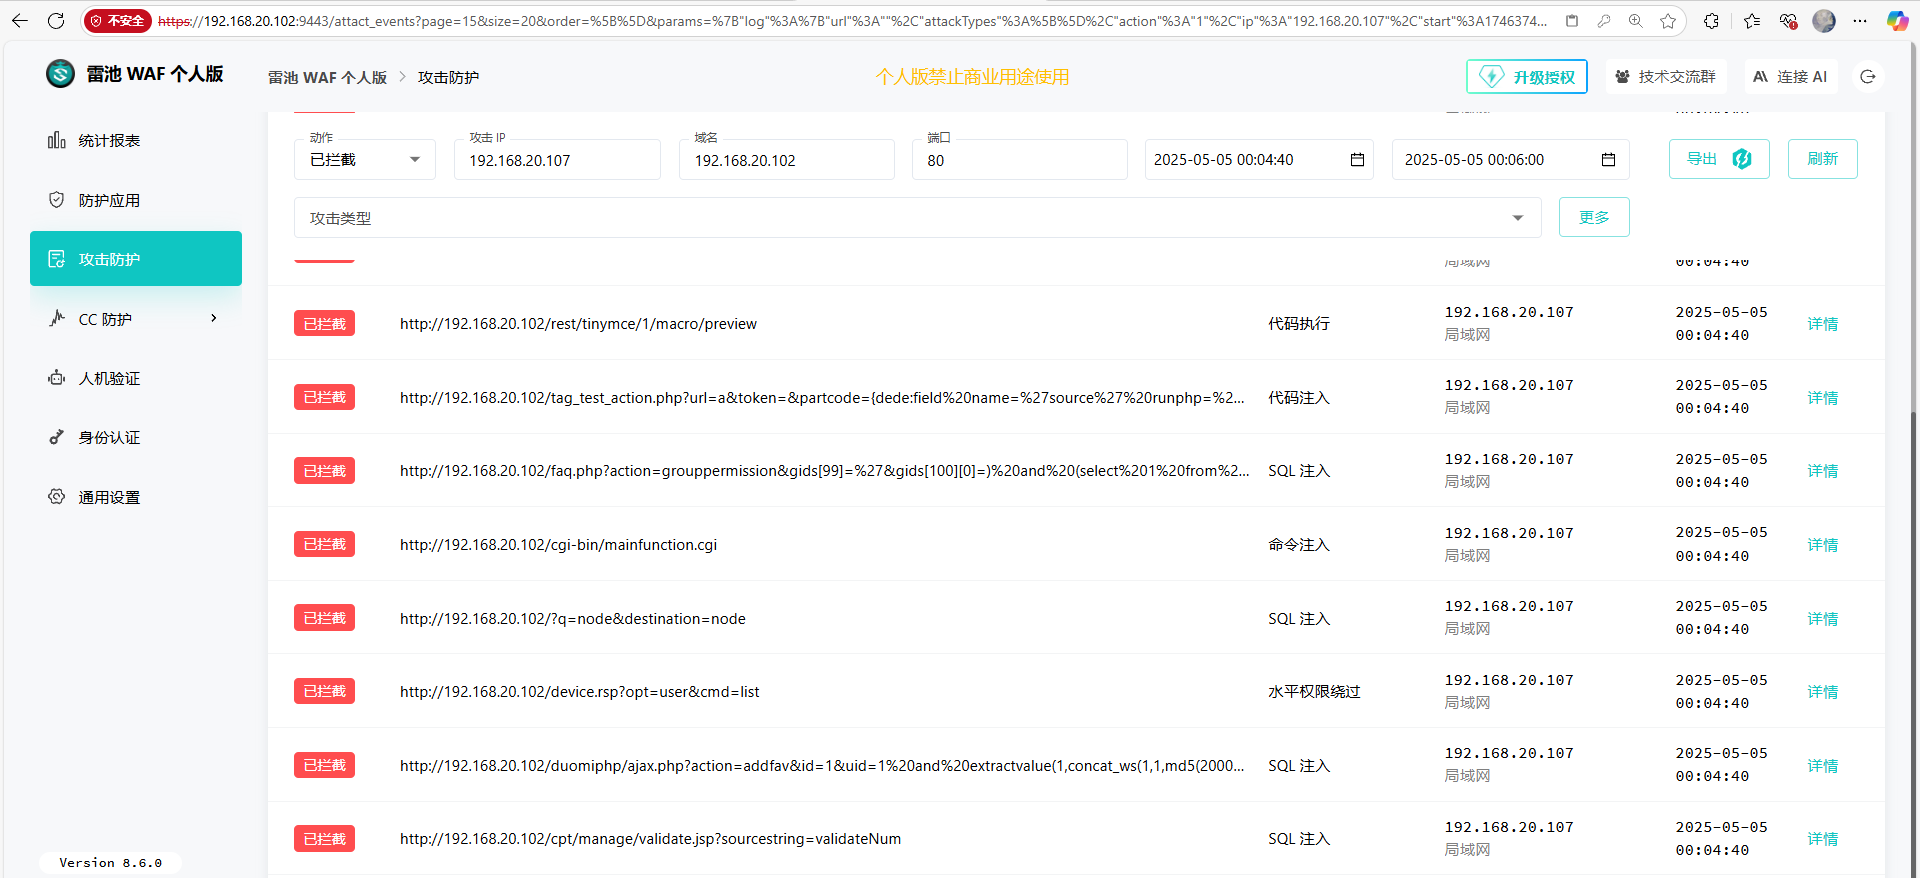 不安全
https://192.168.20.102:9443/attact_events?page=15&size=20&order=%5B%5D&params=%7B"log"%3A%7B"url"%3A""%2C"attackTypes"%3A%5B%5D%2C"action"%3A"1"%2C"ip"%3A"192.168.20.107"%2C"start"%3A1746374...
雷池 WAF 个人版
雷池 WAF 个人版 > 攻击防护
个人版禁止商业用途使用
升级授权
技术交流群
连接 AI
统计报表
防护应用
攻击防护
CC 防护
人机验证
身份认证
通用设置
Version 8.6.0
动作
已拦截
攻击 IP
192.168.20.107
域名
192.168.20.102
端口
80
2025-05-05 00:04:40
2025-05-05 00:06:00
导出
刷新
攻击类型
更多
局域网
00:04:40
已拦截 http://192.168.20.102/rest/tinymce/1/macro/preview 代码执行 192.168.20.107 2025-05-05 详情
局域网 00:04:40
已拦截 http://192.168.20.102/tag_test_action.php?url=a&token=&partcode={dede:field%20name=%27source%27%20runphp=%2... 代码注入 192.168.20.107 2025-05-05 详情
局域网 00:04:40
已拦截 http://192.168.20.102/faq.php?action=grouppermission&gids[99]=%27&gids[100][0]=)%20and%20(select%201%20from%2... SQL 注入 192.168.20.107 2025-05-05 详情
局域网 00:04:40
已拦截 http://192.168.20.102/cgi-bin/mainfunction.cgi 命令注入 192.168.20.107 2025-05-05 详情
局域网 00:04:40
已拦截 http://192.168.20.102/?q=node&destination=node SQL 注入 192.168.20.107 2025-05-05 详情
局域网 00:04:40
已拦截 http://192.168.20.102/device.rsp?opt=user&cmd=list 水平权限绕过 192.168.20.107 2025-05-05 详情
局域网 00:04:40
已拦截 http://192.168.20.102/duomiphp/ajax.php?action=addfav&id=1&uid=1%20and%20extractvalue(1,concat_ws(1,1,md5(2000... SQL 注入 192.168.20.107 2025-05-05 详情
局域网 00:04:40
已拦截 http://192.168.20.102/cpt/manage/validate.jsp?sourcestring=validateNum SQL 注入 192.168.20.107 2025-05-05 详情
局域网 00:04:40